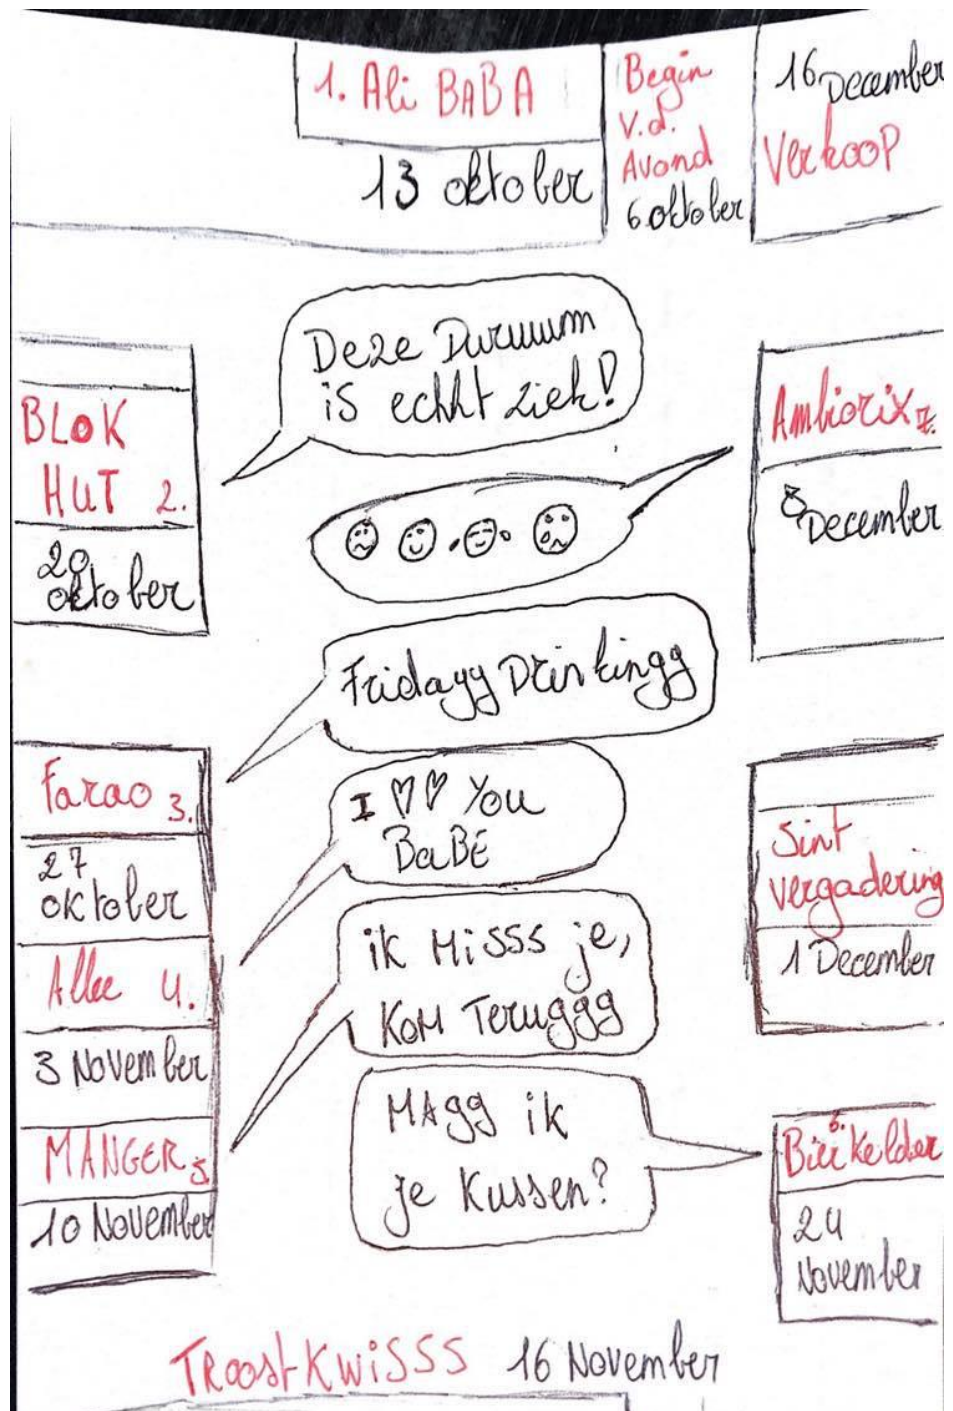 1. Ali BABA
13 oktober
Begin
V.d.
Avond
6 oktober
16 December
Verkoop
Deze Duruuum
is echht ziek!
BLOK
HUT 2.
20
oktober
Ambiorix 7.
8 December
Fridayy Drinkingg
Farao 3.
27
oktober
I ♡♡ You
BaBE
Sint
vergadering
1 December
Allee 4.
3 November
ik Missss je,
KOM Teruggg
MANGER 5.
10 November
MAgg ik
je Kussen?
6.
Bierkelder
24
November
TROostKwiSSS 16 November